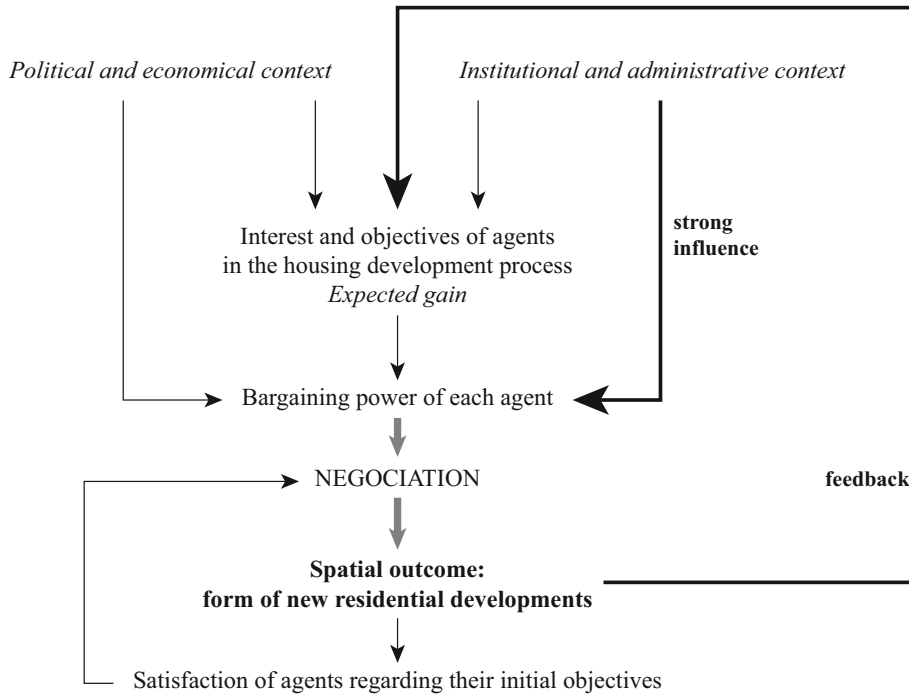 Political and economical context
Institutional and administrative context
strong
influence
Interest and objectives of agents
in the housing development process
Expected gain
Bargaining power of each agent
NEGOCIATION
feedback
Spatial outcome:
form of new residential developments
Satisfaction of agents regarding their initial objectives